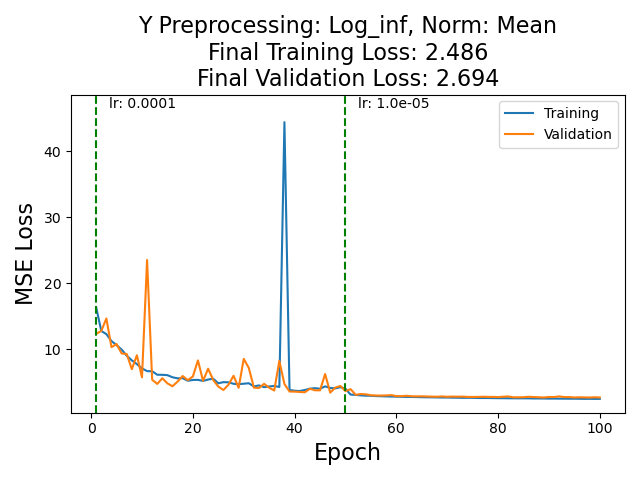 Y Preprocessing: Log_inf, Norm: Mean
Final Training Loss: 2.486
Final Validation Loss: 2.694
lr: 0.0001
lr: 1.0e-05
Training
Validation
MSE Loss
40
30
20
10
0
20
40
60
80
100
Epoch